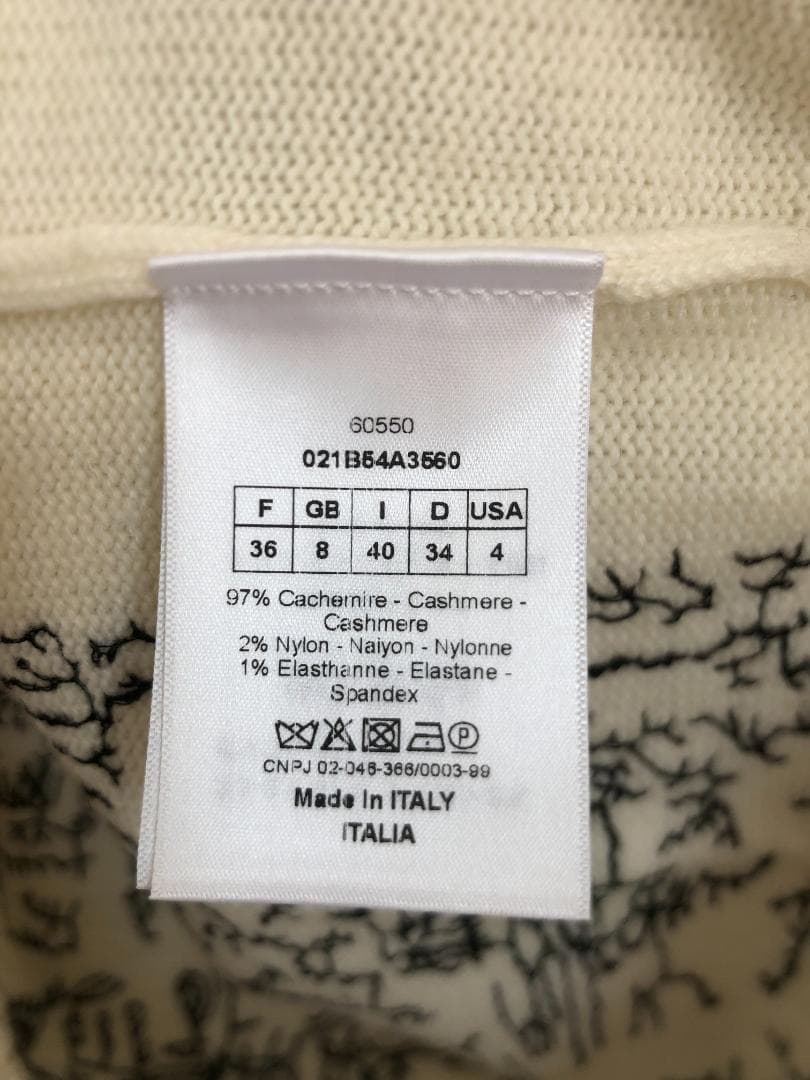 60550
021B54A3560
F GB I D USA
36 8 40 34 4
97% Cachemire - Cashmere -
Cashmere
2% Nylon - Naiyon - Nylonne
1% Elasthanne - Elastane -
Spandex
P
CNPJ 02-046-366/0003-99
Made In ITALY
ITALIA